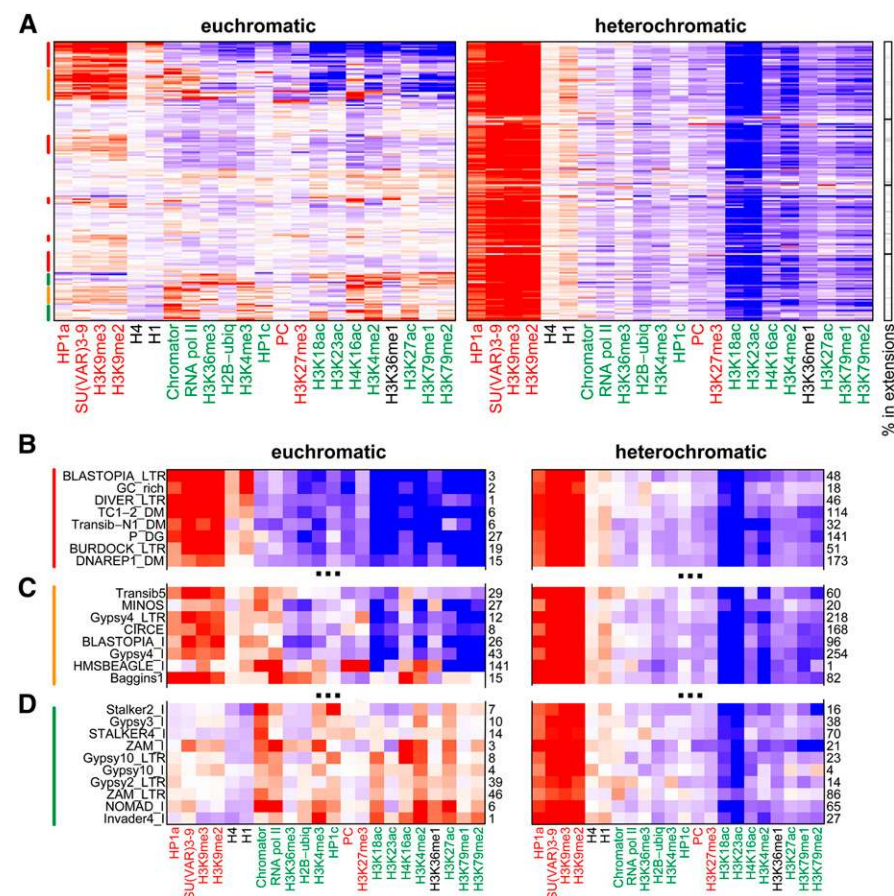 A
euchromatic
heterochromatic
HP1a
SU(VAR)3-9
H3K9me3
H3K9me2
H4
H1
Chromator
RNA pol II
H3K36me3
H2B-ubiq
H3K4me3
HP1c
PC
H3K27me3
H3K18ac
H3K23ac
H4K16ac
H3K4me2
H3K36me1
H3K27ac
H3K79me1
H3K79me2
HP1a
SU(VAR)3-9
H3K9me3
H3K9me2
H4
H1
Chromator
RNA pol II
H3K36me3
H2B-ubiq
H3K4me3
HP1c
PC
H3K27me3
H3K18ac
H3K23ac
H4K16ac
H3K4me2
H3K36me1
H3K27ac
H3K79me1
H3K79me2
% in extensions
B
euchromatic
heterochromatic
BLASTOPIA_LTR 3 48
GC_rich 2 18
DIVER_LTR 1 46
TC1-2_DM 6 114
Transib-N1_DM 6 32
P_DG 27 141
BURDOCK_LTR 19 51
DNAREP1_DM 15 173
C
Transib5 29 60
MINOS 27 20
Gypsy4_LTR 12 218
CIRCE 8 168
BLASTOPIA_I 26 96
Gypsy4_I 43 254
HMSBEAGLE_I 141 1
Baggins1 15 82
D
Stalker2_I 7 16
Gypsy3_I 10 38
STALKER4_I 14 70
ZAM_I 3 21
Gypsy10_LTR 8 23
Gypsy10_I 4 4
Gypsy2_LTR 39 14
ZAM_LTR 46 86
NOMAD_I 6 65
Invader4_I 1 27
HP1a
SU(VAR)3-9
H3K9me3
H3K9me2
H4
H1
Chromator
RNA pol II
H3K36me3
H2B-ubiq
H3K4me3
HP1c
PC
H3K27me3
H3K18ac
H3K23ac
H4K16ac
H3K4me2
H3K36me1
H3K27ac
H3K79me1
H3K79me2
HP1a
SU(VAR)3-9
H3K9me3
H3K9me2
H4
H1
Chromator
RNA pol II
H3K36me3
H2B-ubiq
H3K4me3
HP1c
PC
H3K27me3
H3K18ac
H3K23ac
H4K16ac
H3K4me2
H3K36me1
H3K27ac
H3K79me1
H3K79me2